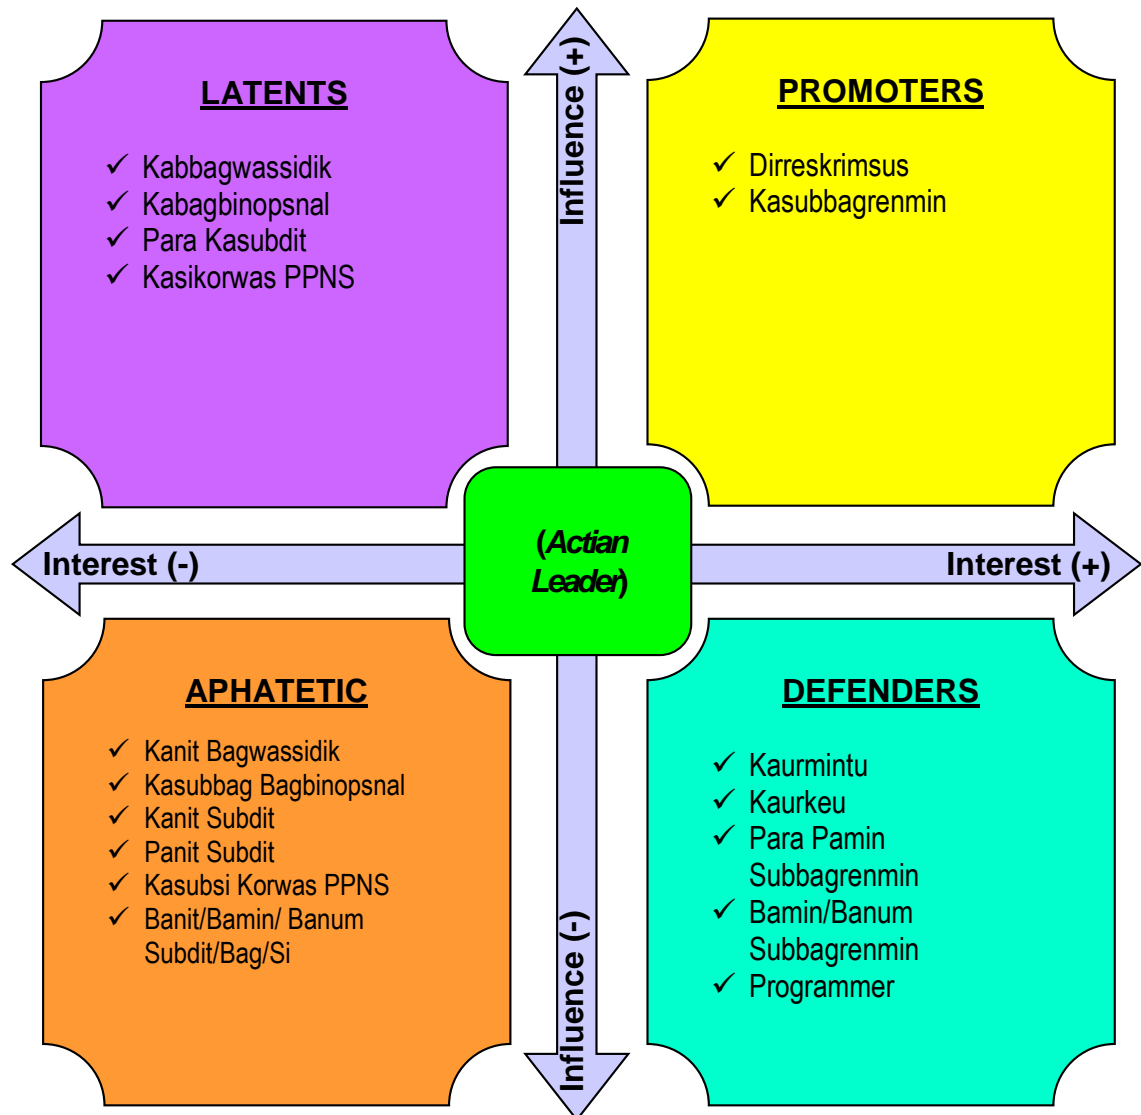 LATENTS
✓ Kabbagwassidik
✓ Kabagbinopsnal
✓ Para Kasubdit
✓ Kasikorwas PPNS
Influence (+)
PROMOTERS
✓ Dirreskrimsus
✓ Kasubbagrenmin
Interest (-)
(Actian
Leader)
Interest (+)
APHATETIC
✓ Kanit Bagwassidik
✓ Kasubbag Bagbinopsnal
✓ Kanit Subdit
✓ Panit Subdit
✓ Kasubsi Korwas PPNS
✓ Banit/Bamin/ Banum
Subdit/Bag/Si
Influence (-)
DEFENDERS
✓ Kaurmintu
✓ Kaurkeu
✓ Para Pamin
Subbagrenmin
✓ Bamin/Banum
Subbagrenmin
✓ Programmer